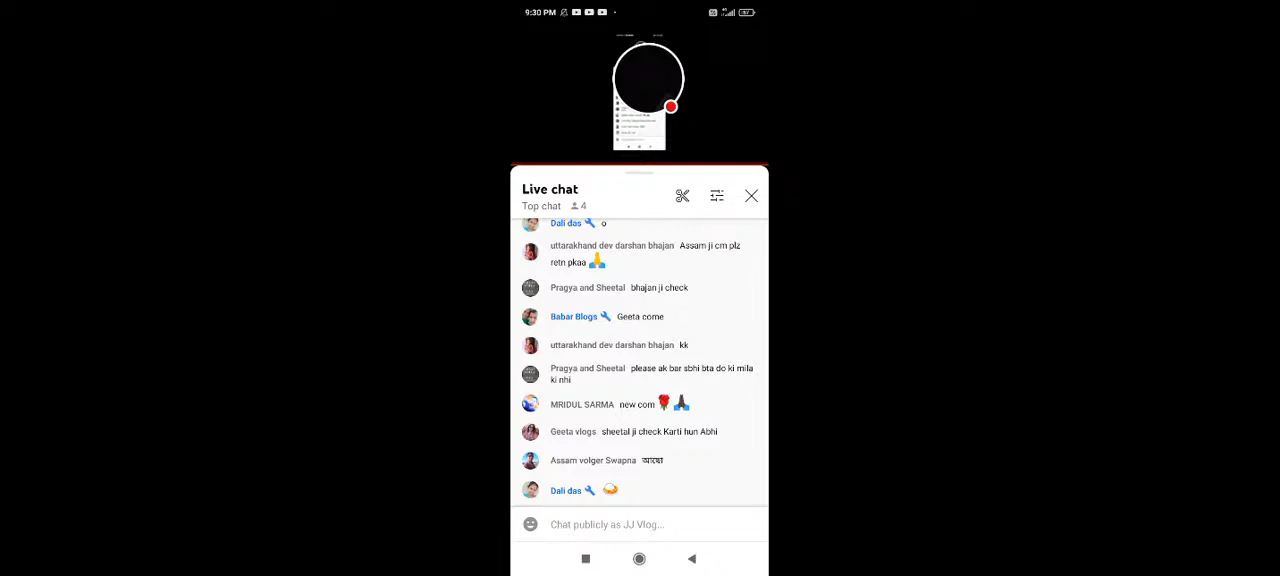 9:30 PM
57
Live chat
Top chat 4
Dali das o
uttarakhand dev darshan bhajan Assam ji cm plz
retn pkaa 🙏
Pragya and Sheetal bhajan ji check
Babar Blogs Geeta come
uttarakhand dev darshan bhajan kk
Pragya and Sheetal please ak bar sbhi bta do ki mila
ki nhi
MRIDUL SARMA new com 🌹🙏🏿
Geeta vlogs sheetal ji check Karti hun Abhi
Assam volger Swapna আছো
Dali das 🍛
Chat publicly as JJ Vlog...